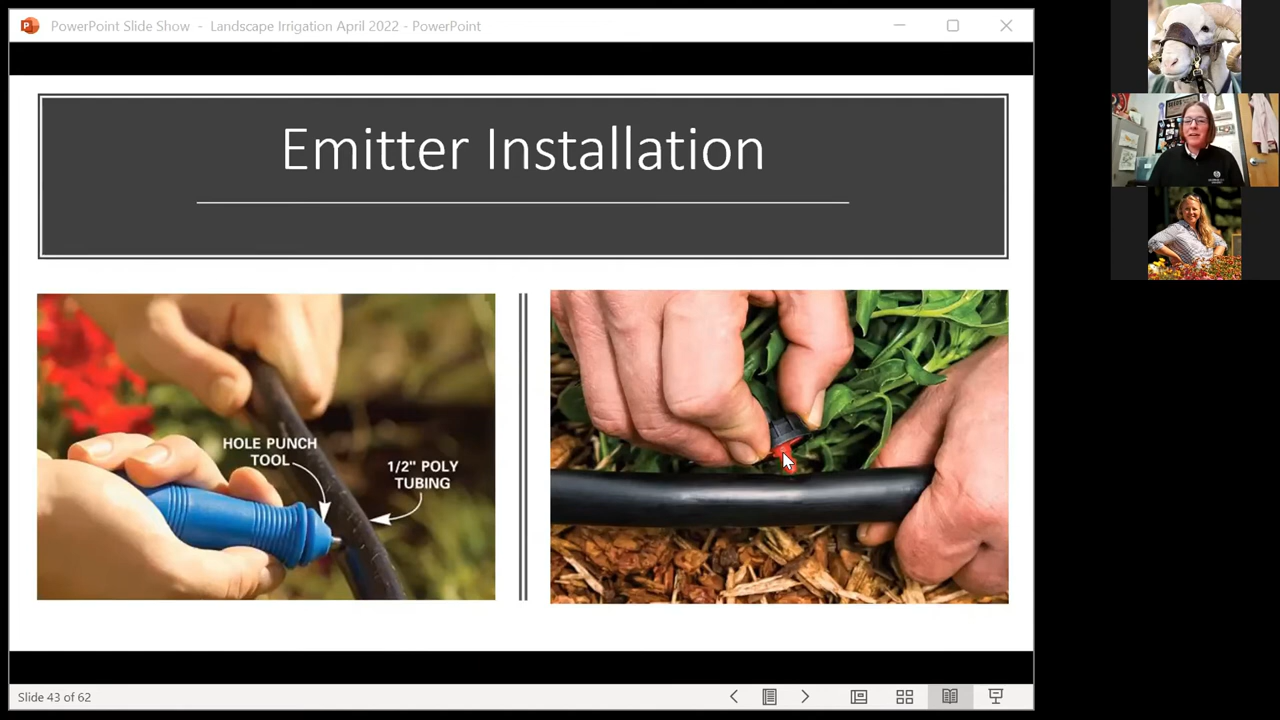 PowerPoint Slide Show - Landscape Irrigation April 2022 - PowerPoint
Emitter Installation
HOLE PUNCH
TOOL
1/2" POLY
TUBING
Slide 43 of 62